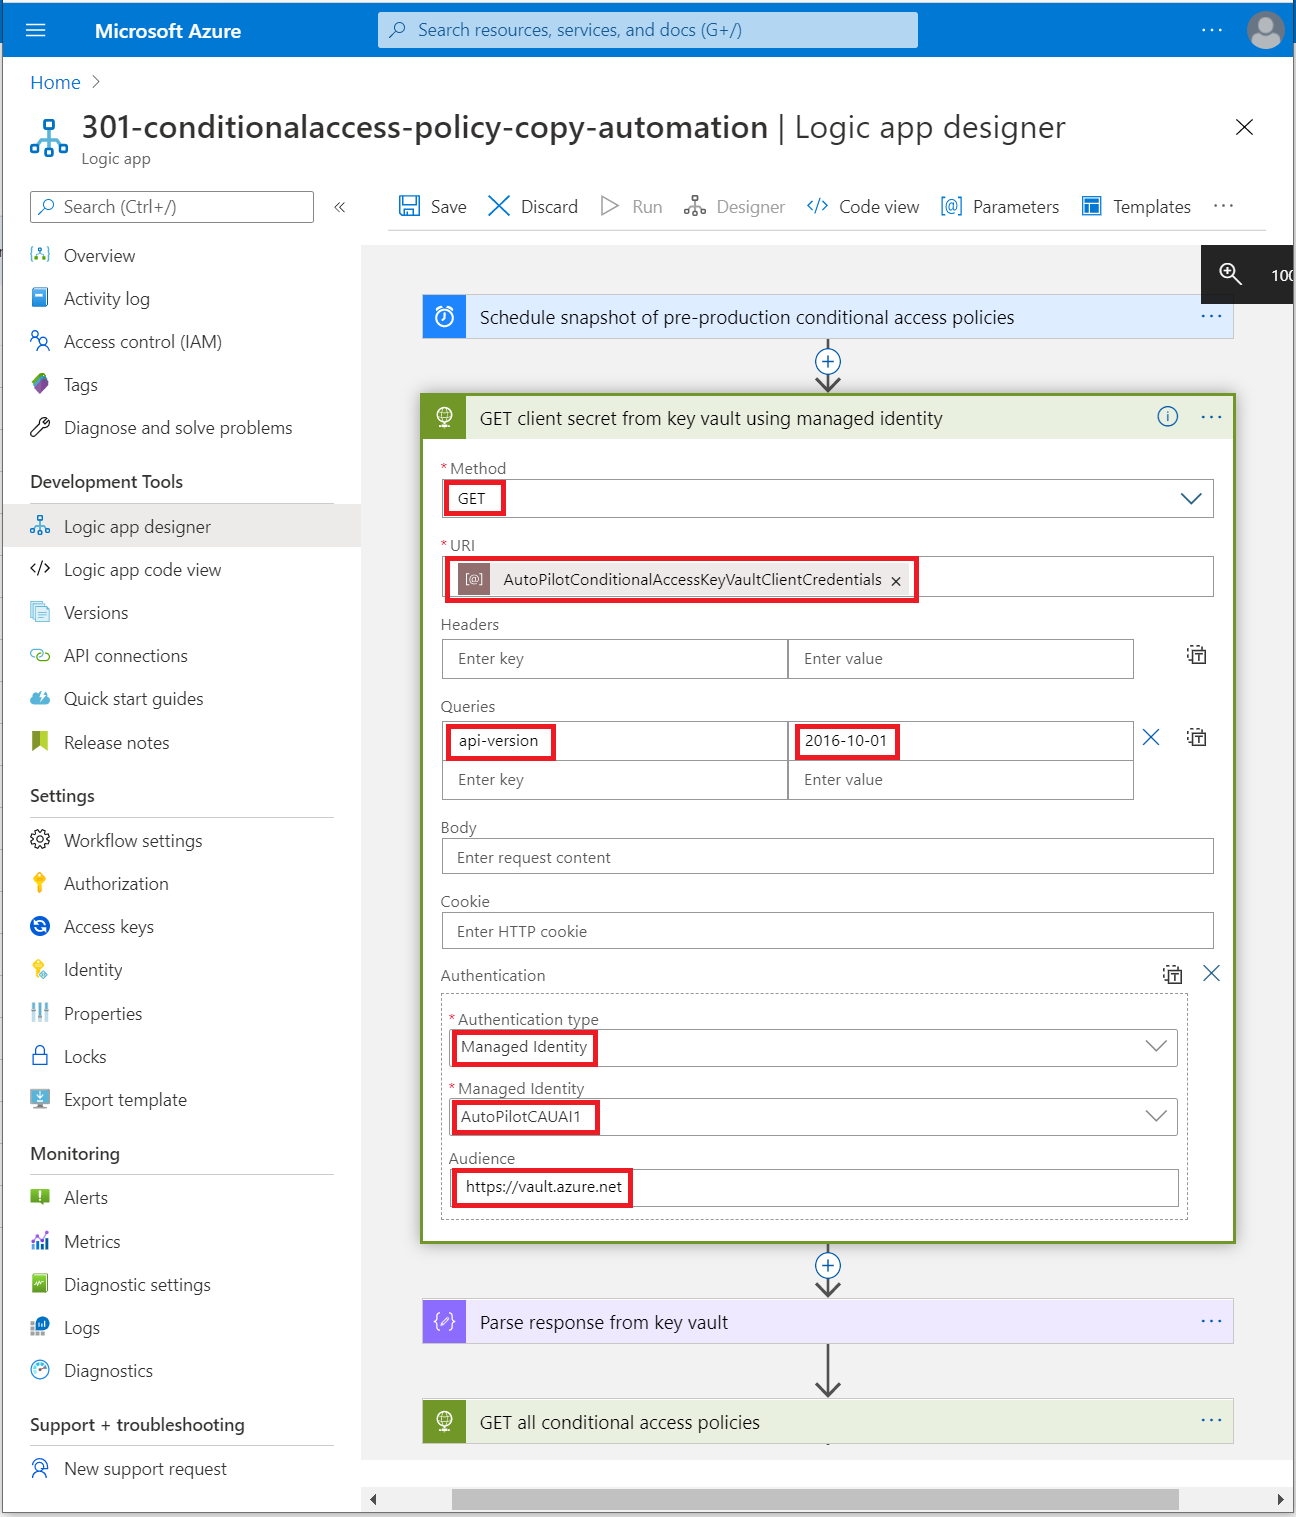 Microsoft Azure
Search resources, services, and docs (G+/)
Home
301-conditionalaccess-policy-copy-automation | Logic app designer
Logic app
Search (Ctrl+/)
Save
Discard
Run
Designer
Code view
Parameters
Templates
Overview
Activity log
Access control (IAM)
Tags
Diagnose and solve problems
Development Tools
Logic app designer
Logic app code view
Versions
API connections
Quick start guides
Release notes
Settings
Workflow settings
Authorization
Access keys
Identity
Properties
Locks
Export template
Monitoring
Alerts
Metrics
Diagnostic settings
Logs
Diagnostics
Support + troubleshooting
New support request
Schedule snapshot of pre-production conditional access policies
GET client secret from key vault using managed identity
* Method
GET
* URI
AutoPilotConditionalAccessKeyVaultClientCredentials
Headers
Enter key
Enter value
Queries
api-version
2016-10-01
Enter key
Enter value
Body
Enter request content
Cookie
Enter HTTP cookie
Authentication
* Authentication type
Managed Identity
* Managed Identity
AutoPilotCAUAI1
Audience
https://vault.azure.net
Parse response from key vault
GET all conditional access policies